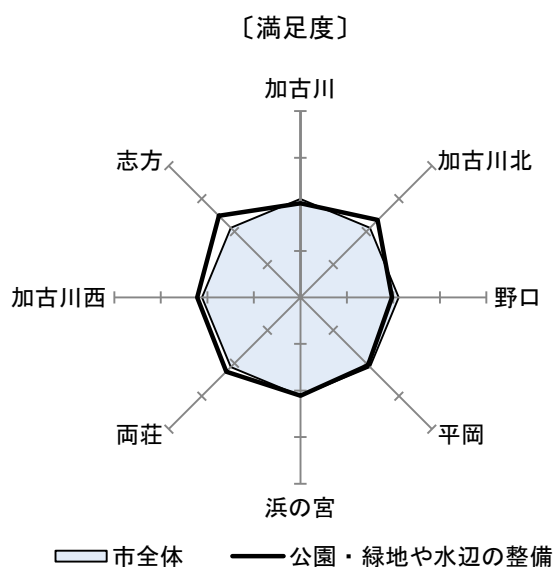 〔満足度〕
加古川
志方
加古川北
加古川西
野口
両荘
平岡
浜の宮
市全体
公園・緑地や水辺の整備